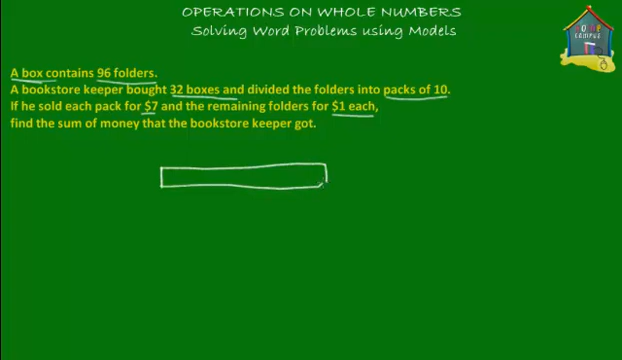 OPERATIONS ON WHOLE NUMBERS
Solving Word Problems using Models
HOME
CAMPUS
A box contains 96 folders.
A bookstore keeper bought 32 boxes and divided the folders into packs of 10.
If he sold each pack for $7 and the remaining folders for $1 each,
find the sum of money that the bookstore keeper got.